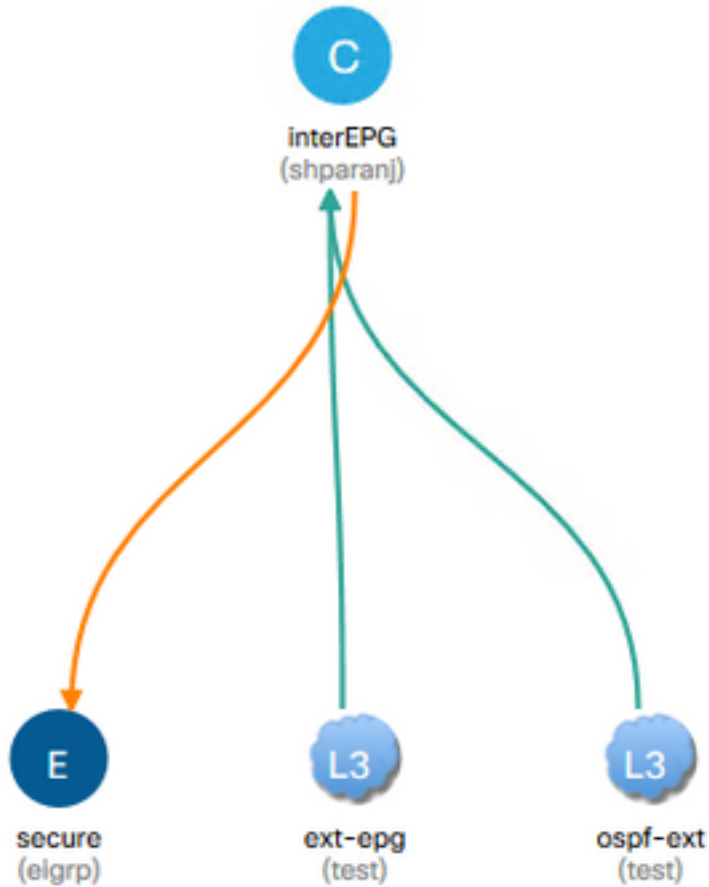 C
interEPG
(shparanj)
E
L3
L3
secure
ext-epg
ospf-ext
(eigrp)
(test)
(test)